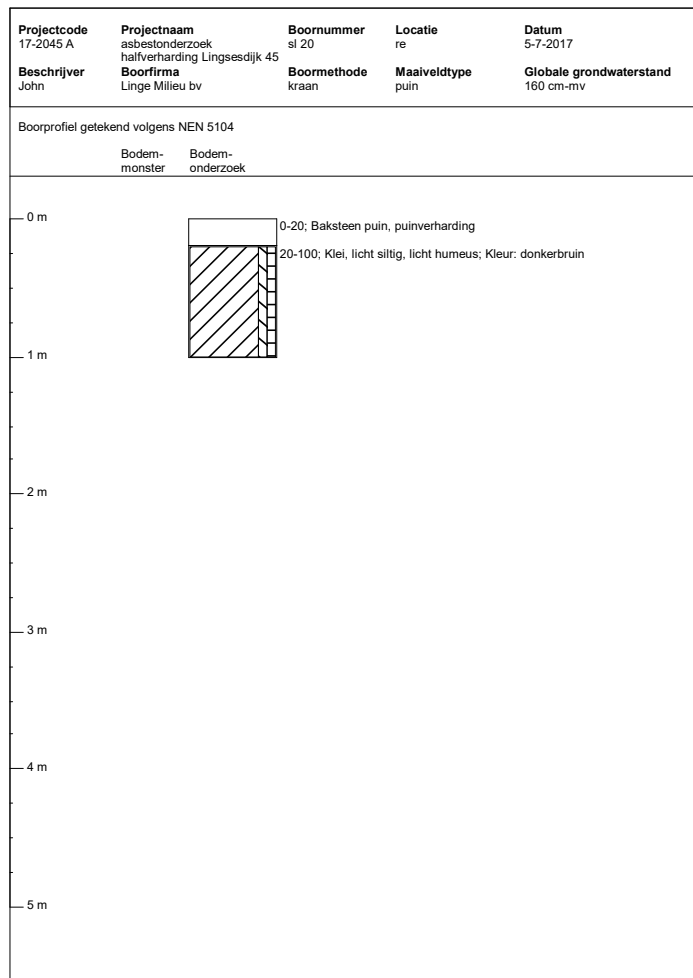 Projectcode Projectnaam Boornummer Locatie Datum
17-2045 A asbestonderzoek sl 20 re 5-7-2017
halfverharding Lingsesdijk 45
Beschrijver Boorfirma Boormethode Maaiveldtype Globale grondwaterstand
John Linge Milieu bv kraan puin 160 cm-mv
Boorprofiel getekend volgens NEN 5104
Bodem- Bodem-
monster onderzoek
0 m
0-20; Baksteen puin, puinverharding
20-100; Klei, licht siltig, licht humeus; Kleur: donkerbruin
1 m
2 m
3 m
4 m
5 m